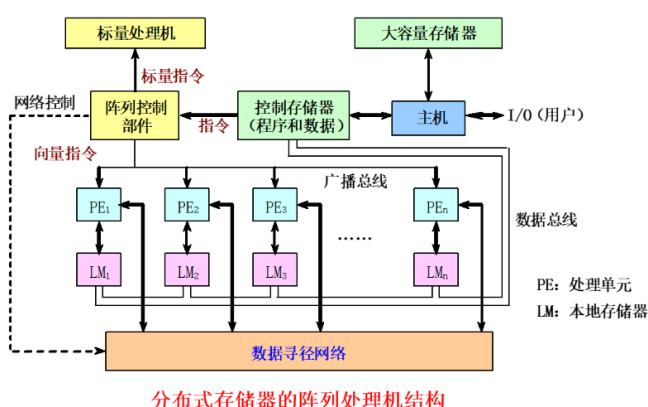 标量处理机
大容量存储器
标量指令
网络控制
阵列控制
部件
指令
控制存储器
（程序和数据）
主机
I/O（用户）
向量指令
广播总线
PE1
PE2
PE3
PEn
数据总线
……
LM1
LM2
LM3
LMn
PE：处理单元
LM：本地存储器
数据寻径网络
分布式存储器的阵列处理机结构